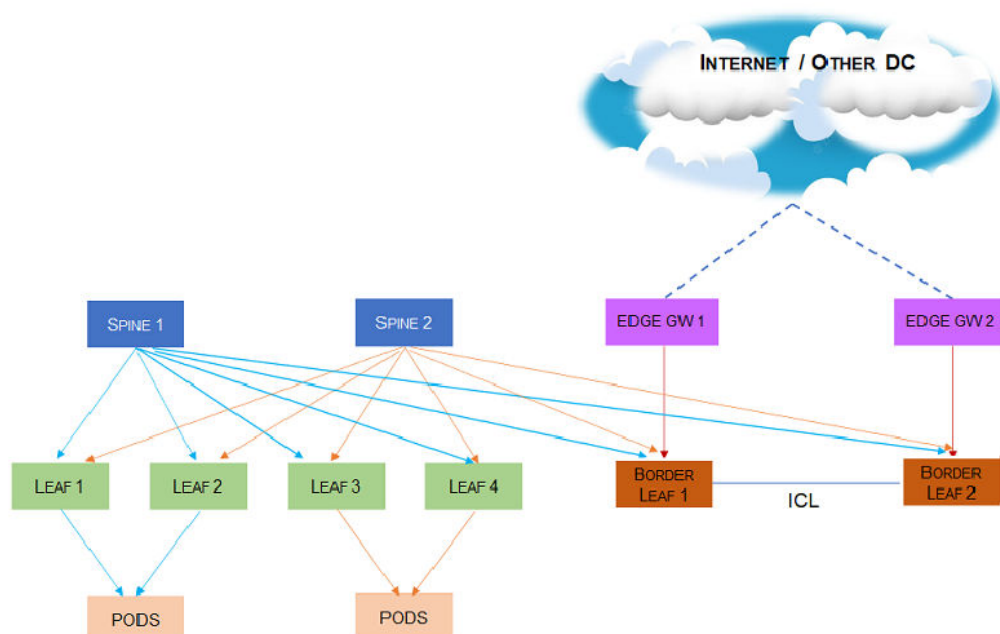 INTERNET / OTHER DC
SPINE 1
SPINE 2
EDGE GW 1
EDGE GW 2
LEAF 1
LEAF 2
LEAF 3
LEAF 4
BORDER
LEAF 1
ICL
BORDER
LEAF 2
PODS
PODS